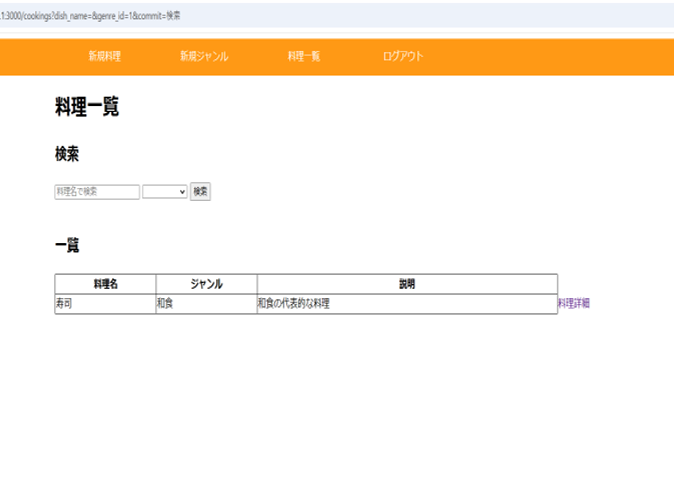 .1:3000/cookings?dish_name=&genre_id=1&commit=検索
新規料理 新規ジャンル 料理一覧 ログアウト
料理一覧
検索
料理名で検索 検索
一覧
料理名 ジャンル 説明
寿司 和食 和食の代表的な料理 料理詳細